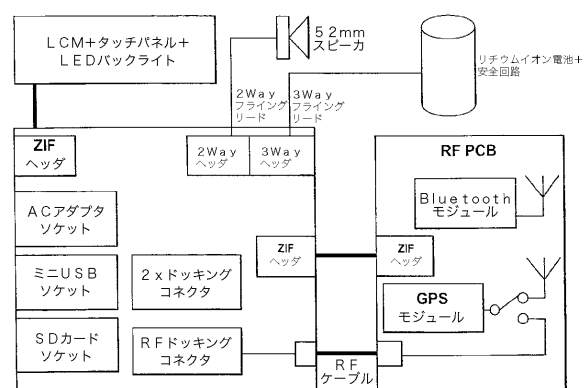 LCM+タッチパネル+
LEDバックライト
52mm
スピーカ
リチウムイオン電池+
安全回路
2Way
フライング
リード
3Way
フライング
リード
ZIF
ヘッダ
2Way
ヘッダ
3Way
ヘッダ
RF PCB
Bluetooth
モジュール
ACアダプタ
ソケット
ZIF
ヘッダ
ZIF
ヘッダ
ミニUSB
ソケット
2xドッキング
コネクタ
GPS
モジュール
SDカード
ソケット
RFドッキング
コネクタ
RF
ケーブル